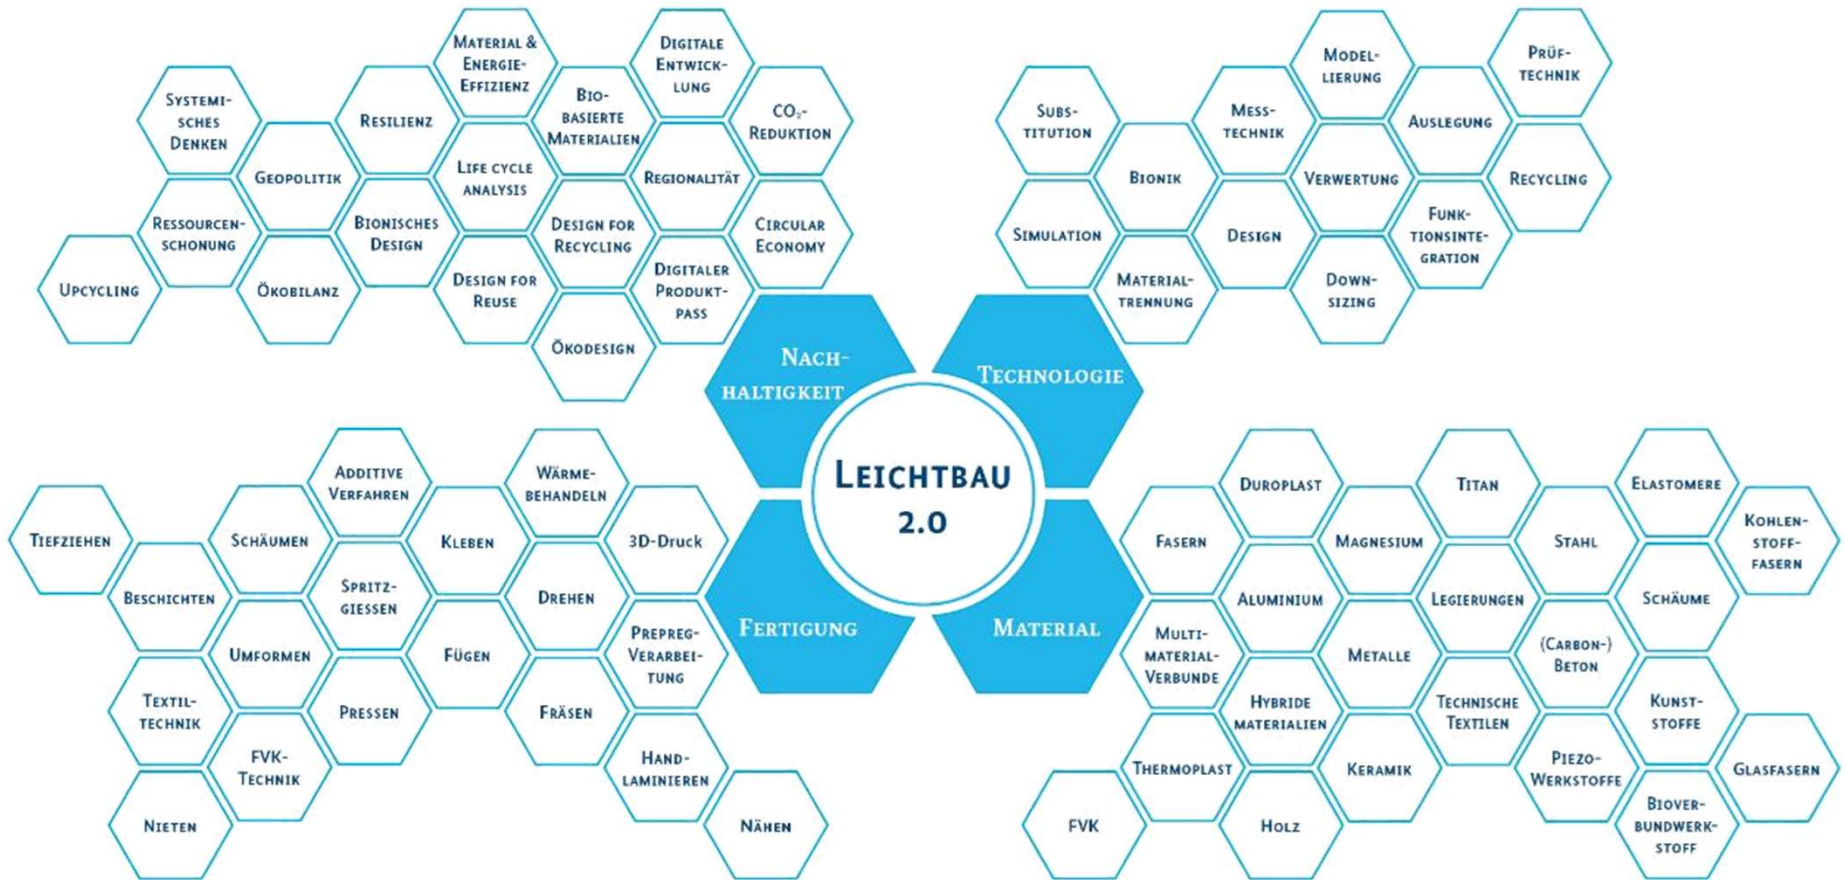 MATERIAL &
ENERGIE-
EFFIZIENZ
DIGITALE
ENTWICK-
LUNG
SYSTEMI-
SCHES
DENKEN
RESILIENZ
BIO-
BASIERTE
MATERIALIEN
CO₂-
REDUKTION
GEOPOLITIK
LIFE CYCLE
ANALYSIS
REGIONALITÄT
RESSOURCEN-
SCHONUNG
BIONISCHES
DESIGN
DESIGN FOR
RECYCLING
CIRCULAR
ECONOMY
UPCYCLING
ÖKOBILANZ
DESIGN FOR
REUSE
DIGITALER
PRODUKT-
PASS
ÖKODESIGN
NACH-
HALTIGKEIT
MODEL-
LIERUNG
PRÜF-
TECHNIK
SUBS-
TITUTION
MESS-
TECHNIK
AUSLEGUNG
BIONIK
VERWERTUNG
RECYCLING
SIMULATION
DESIGN
FUNK-
TIONSINTE-
GRATION
MATERIAL-
TRENNUNG
DOWN-
SIZING
TECHNOLOGIE
LEICHTBAU
2.0
ADDITIVE
VERFAHREN
WÄRME-
BEHANDELN
TIEFZIEHEN
SCHÄUMEN
KLEBEN
3D-DRUCK
BESCHICHTEN
SPRITZ-
GIESSEN
DREHEN
UMFORMEN
FÜGEN
PREPREG-
VERARBEI-
TUNG
FERTIGUNG
TEXTIL-
TECHNIK
PRESSEN
FRÄSEN
FVK-
TECHNIK
HAND-
LAMINIEREN
NIETEN
NÄHEN
MATERIAL
DUROPLAST
TITAN
ELASTOMERE
FASERN
MAGNESIUM
STAHL
KOHLEN-
STOFF-
FASERN
ALUMINIUM
LEGIERUNGEN
SCHÄUME
MULTI-
MATERIAL-
VERBUNDE
METALLE
(CARBON-)
BETON
HYBRIDE
MATERIALIEN
TECHNISCHE
TEXTILEN
KUNST-
STOFFE
THERMOPLAST
KERAMIK
PIEZO-
WERKSTOFFE
GLASFASERN
FVK
HOLZ
BIOVER-
BUNDWERK-
STOFF